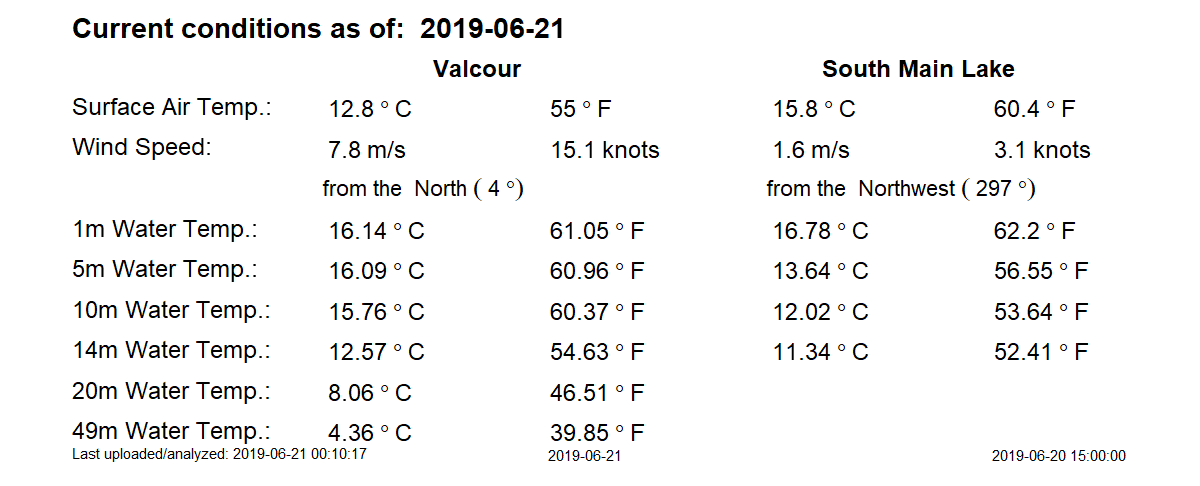 Current conditions as of:  2019-06-21
Valcour South Main Lake
Surface Air Temp.: 12.8 ° C 55 ° F 15.8 ° C 60.4 ° F
Wind Speed: 7.8 m/s 15.1 knots 1.6 m/s 3.1 knots
from the  North ( 4 °) from the  Northwest ( 297 °)
1m Water Temp.: 16.14 ° C 61.05 ° F 16.78 ° C 62.2 ° F
5m Water Temp.: 16.09 ° C 60.96 ° F 13.64 ° C 56.55 ° F
10m Water Temp.: 15.76 ° C 60.37 ° F 12.02 ° C 53.64 ° F
14m Water Temp.: 12.57 ° C 54.63 ° F 11.34 ° C 52.41 ° F
20m Water Temp.: 8.06 ° C 46.51 ° F
49m Water Temp.: 4.36 ° C 39.85 ° F
Last uploaded/analyzed: 2019-06-21 00:10:17 2019-06-21 2019-06-20 15:00:00